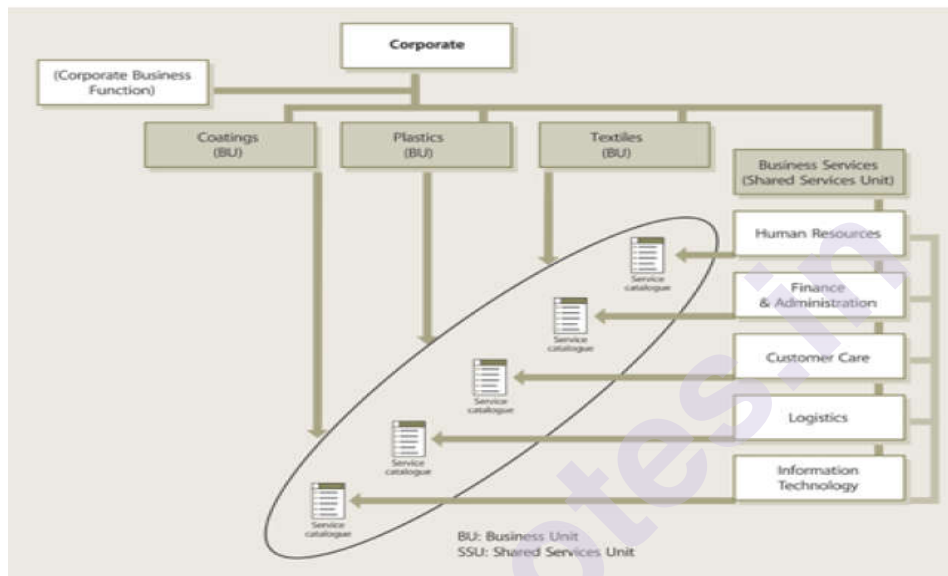 Corporate
(Corporate Business
Function)
Coatings
(BU)
Plastics
(BU)
Textiles
(BU)
Business Services
(Shared Services Unit)
Human Resources
Service
catalogue
Finance
& Administration
Service
catalogue
Customer Care
Service
catalogue
Logistics
Service
catalogue
Information
Technology
Service
catalogue
BU: Business Unit
SSU: Shared Services Unit
otes.in